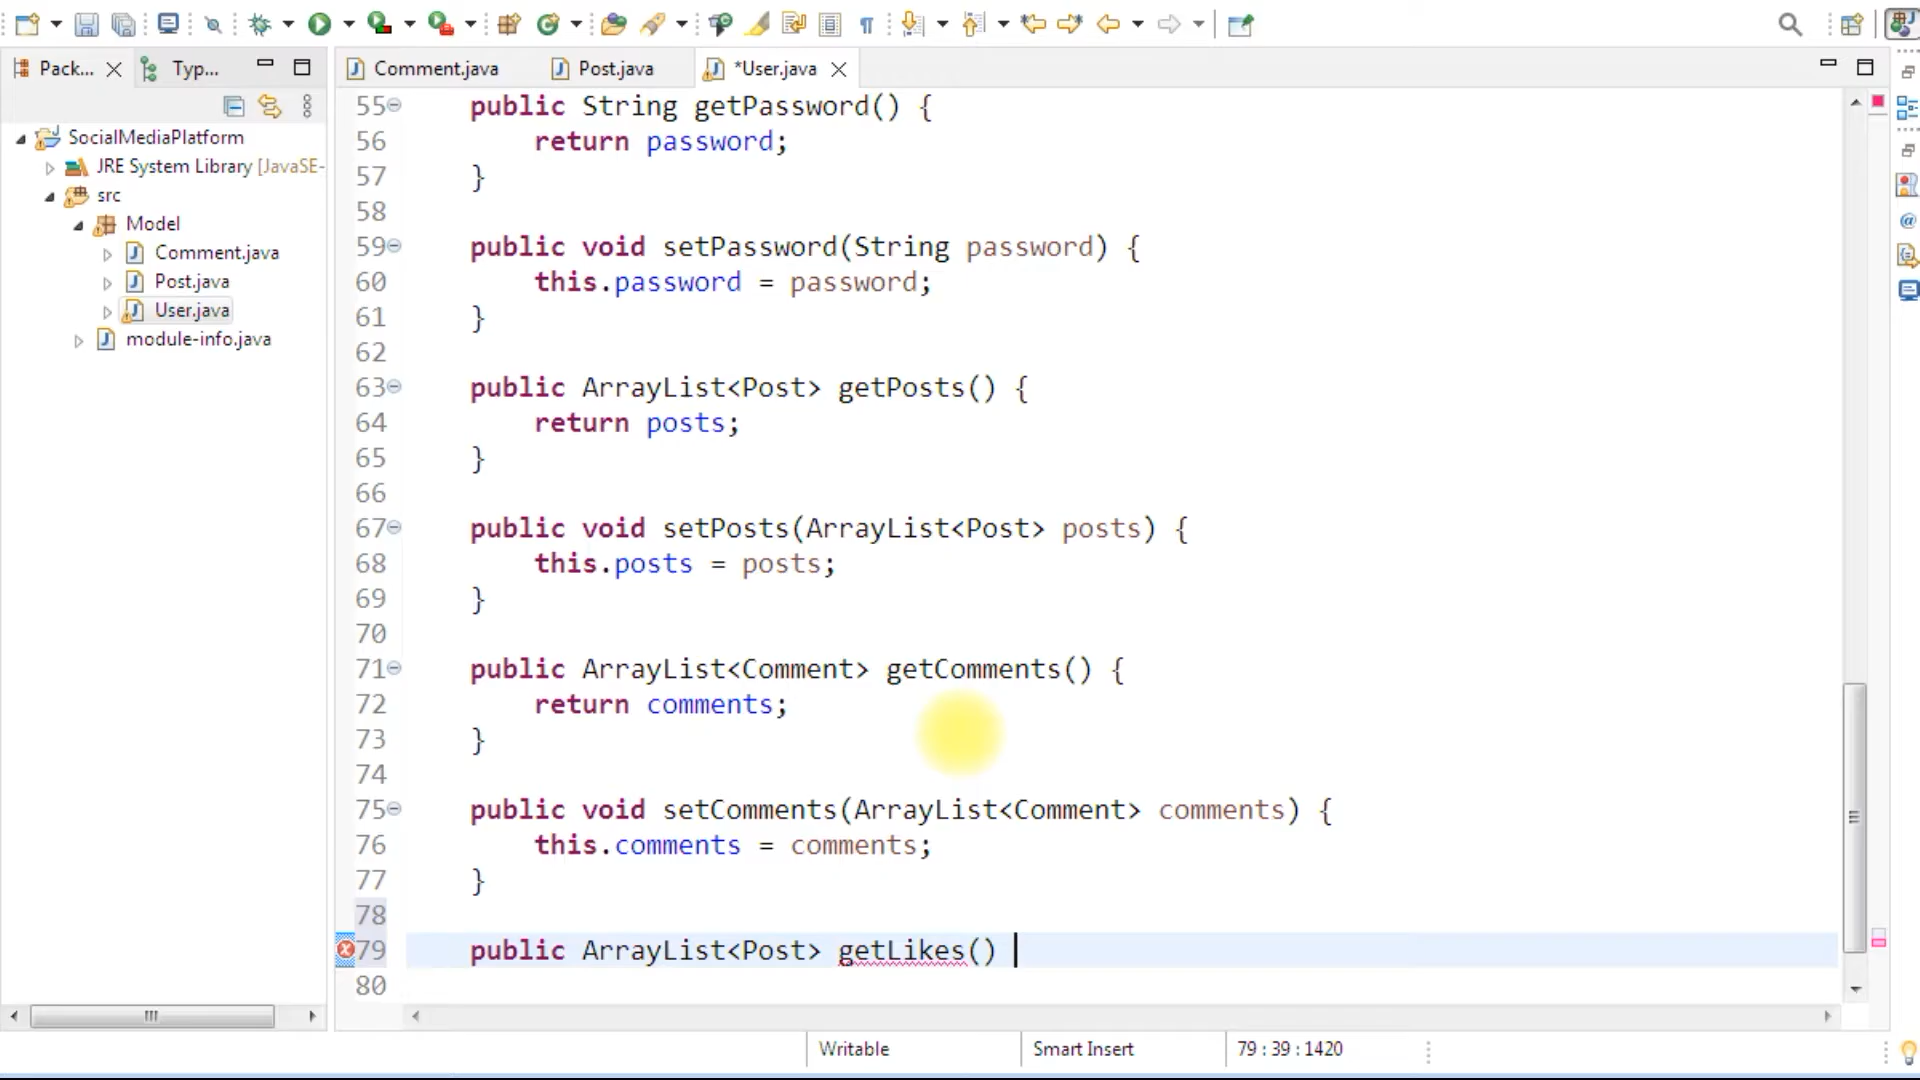 Pack...
Typ...
Comment.java
Post.java
*User.java
SocialMediaPlatform
JRE System Library [JavaSE-
src
Model
Comment.java
Post.java
User.java
module-info.java
55 public String getPassword() {
56 return password;
57 }
58
59 public void setPassword(String password) {
60 this.password = password;
61 }
62
63 public ArrayList<Post> getPosts() {
64 return posts;
65 }
66
67 public void setPosts(ArrayList<Post> posts) {
68 this.posts = posts;
69 }
70
71 public ArrayList<Comment> getComments() {
72 return comments;
73 }
74
75 public void setComments(ArrayList<Comment> comments) {
76 this.comments = comments;
77 }
78
79 public ArrayList<Post> getLikes()
80
Writable
Smart Insert
79 : 39 : 1420